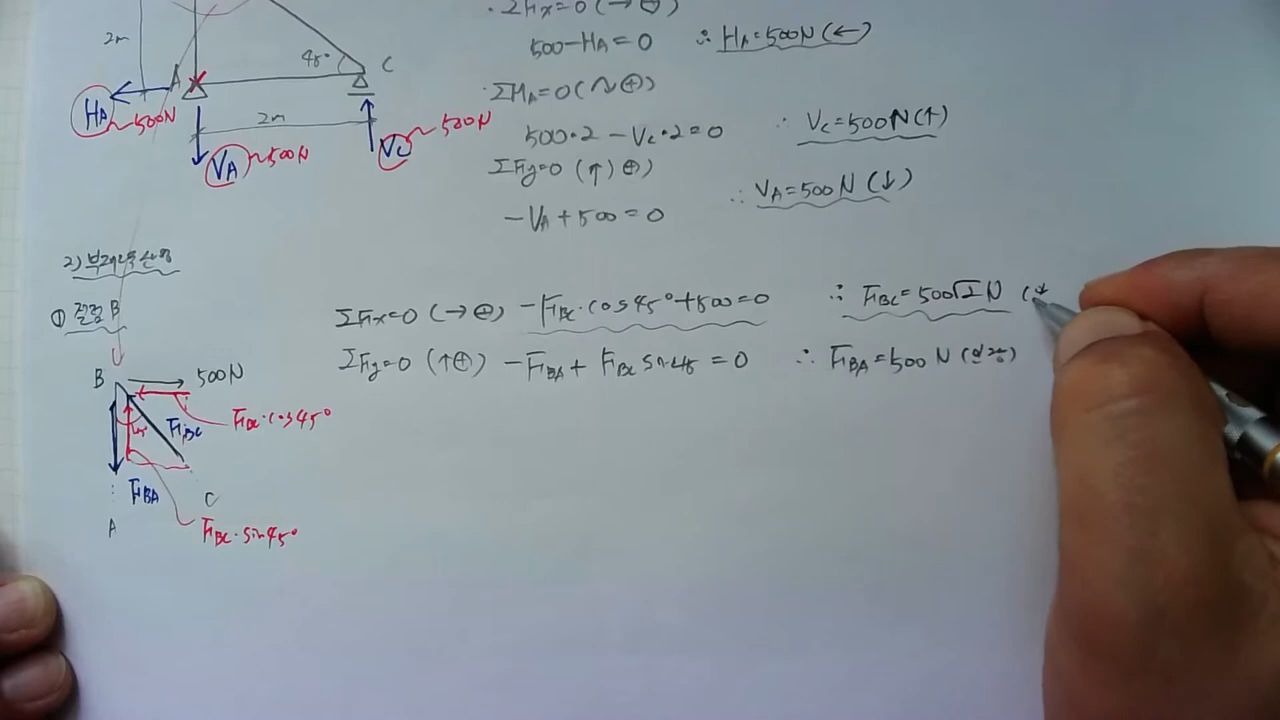 ΣFx=0 (→⊕)
500-HA=0 ∴ HA=500N(←)
2m
45°
A
C
ΣMA=0(↷⊕)
HA 500N
2m
500N
VC
500·2 - VC·2=0 ∴ VC=500N(↑)
VA 500N
ΣFy=0 (↑)⊕)
-VA+500=0 ∴ VA=500N(↓)
2) 부재력 산정
① 절점 B
ΣFx=0 (→⊕) -FBC·cos45°+500=0 ∴ FBC=500√2 N (
ΣFy=0 (↑⊕) -FBA+ FBC sin45=0 ∴ FBA=500 N (인장)
B
500N
FBC·cos45°
45°
FBC
FBA
C
A
FBC·sin45°